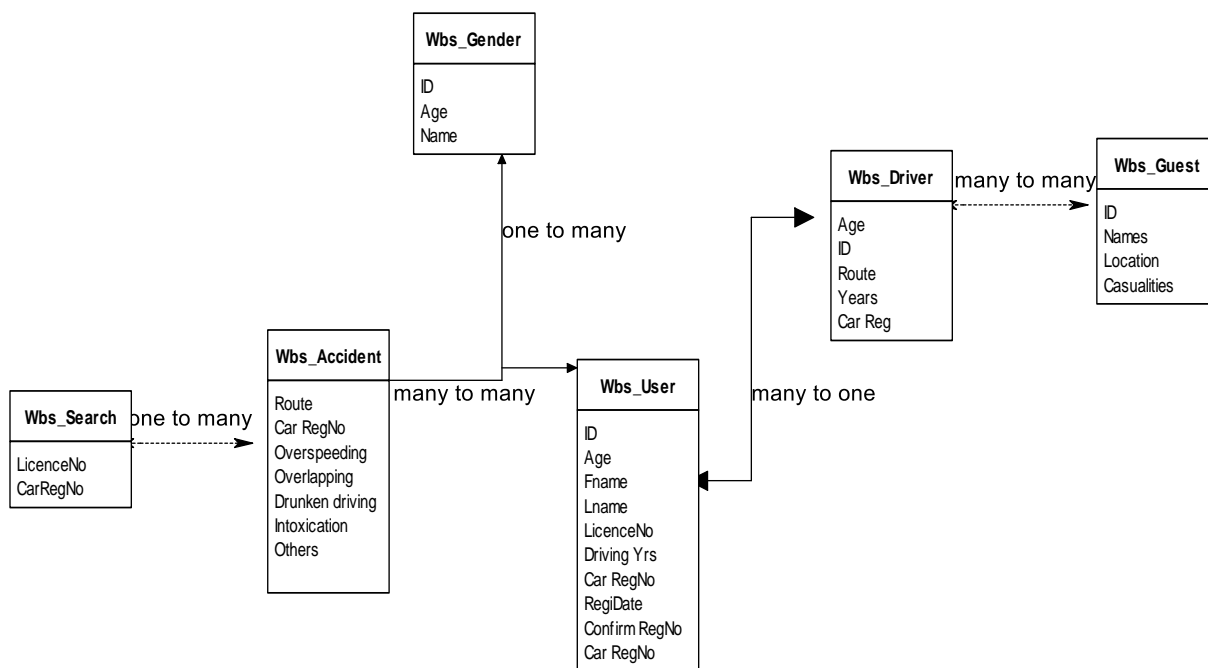 Wbs_Gender
ID
Age
Name
one to many
Wbs_Driver
Age
ID
Route
Years
Car Reg
many to many
Wbs_Guest
ID
Names
Location
Casualities
Wbs_Search
LicenceNo
CarRegNo
one to many
Wbs_Accident
Route
Car RegNo
Overspeeding
Overlapping
Drunken driving
Intoxication
Others
many to many
Wbs_User
ID
Age
Fname
Lname
LicenceNo
Driving Yrs
Car RegNo
RegiDate
Confirm RegNo
Car RegNo
many to one